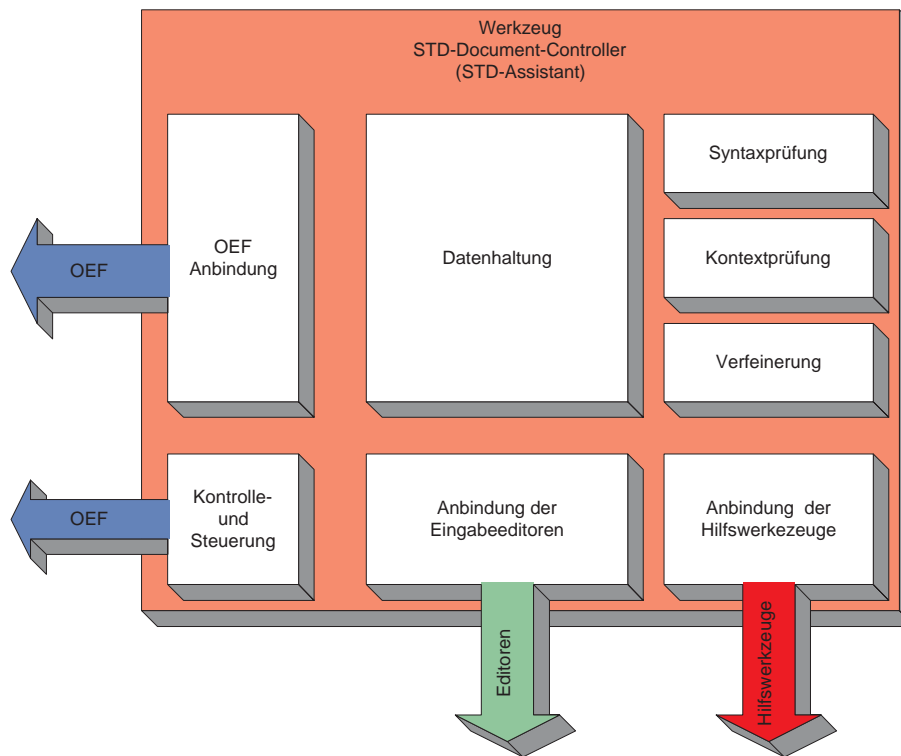 Werkzeug
STD-Document-Controller
(STD-Assistant)
OEF
Anbindung
Datenhaltung
Syntaxprüfung
Kontextprüfung
Verfeinerung
OEF
Kontrolle-
und
Steuerung
Anbindung der
Eingabeeditoren
Anbindung der
Hilfswerkezeuge
OEF
Editoren
Hilfswerkzeuge